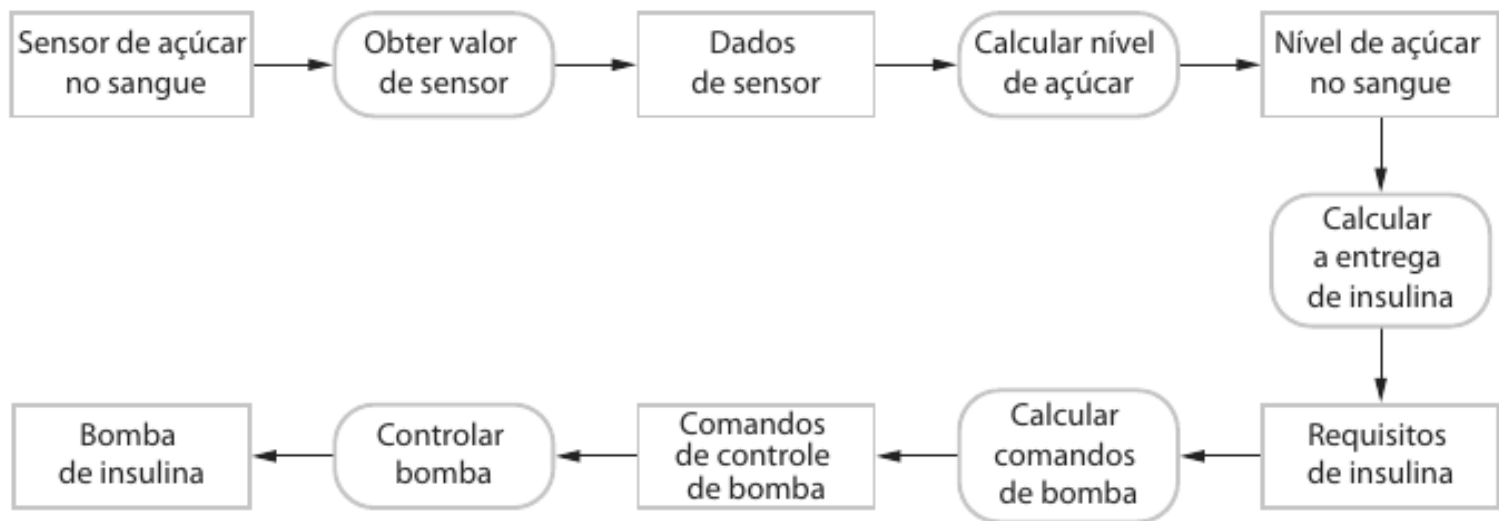 Sensor de açúcar
no sangue
Obter valor
de sensor
Dados
de sensor
Calcular nível
de açúcar
Nível de açúcar
no sangue
Calcular
a entrega
de insulina
Requisitos
de insulina
Calcular
comandos
de bomba
Comandos
de controle
de bomba
Controlar
bomba
Bomba
de insulina